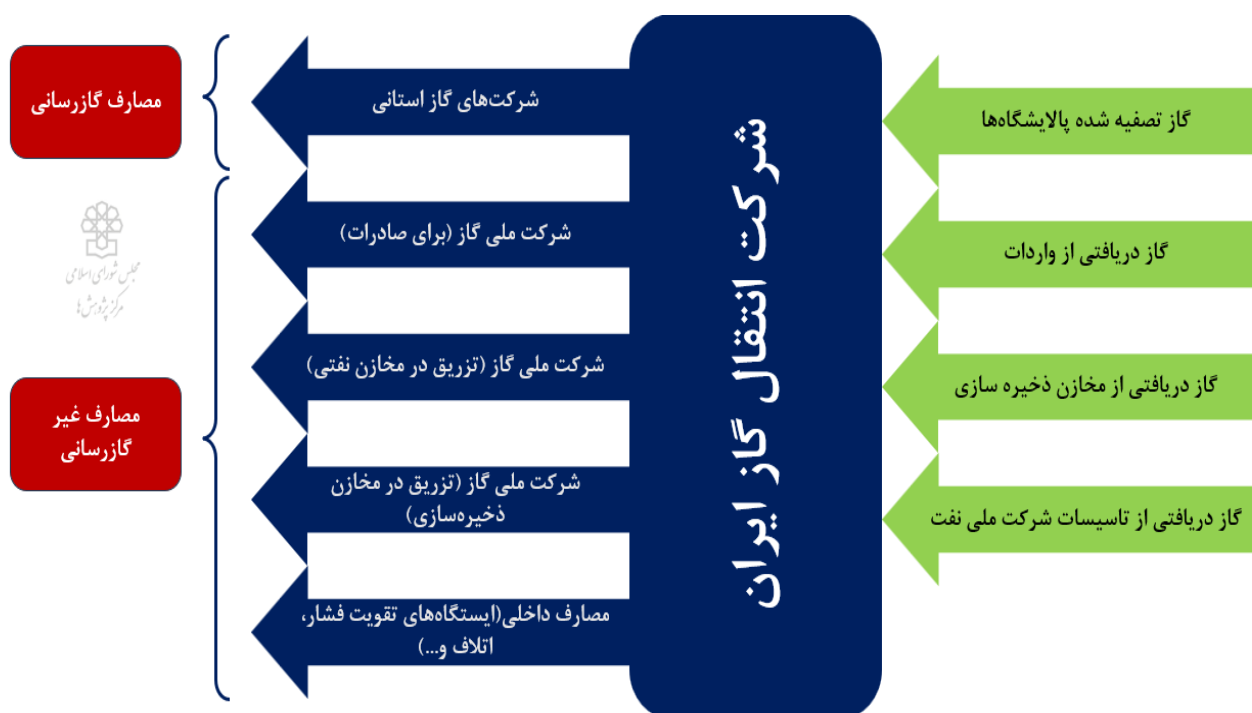 گاز تصفیه شده پالایشگاه‌ها
گاز دریافتی از واردات
گاز دریافتی از مخازن ذخیره سازی
گاز دریافتی از تاسیسات شرکت ملی نفت
شرکت انتقال گاز ایران
شرکت‌های گاز استانی
شرکت ملی گاز (برای صادرات)
شرکت ملی گاز (تزریق در مخازن نفتی)
شرکت ملی گاز (تزریق در مخازن
ذخیره‌سازی)
مصارف داخلی(ایستگاه‌های تقویت فشار،
اتلاف و...)
مصارف گازرسانی
مجلس شورای اسلامی
مرکز پژوهش‌ها
مصارف غیر
گازرسانی